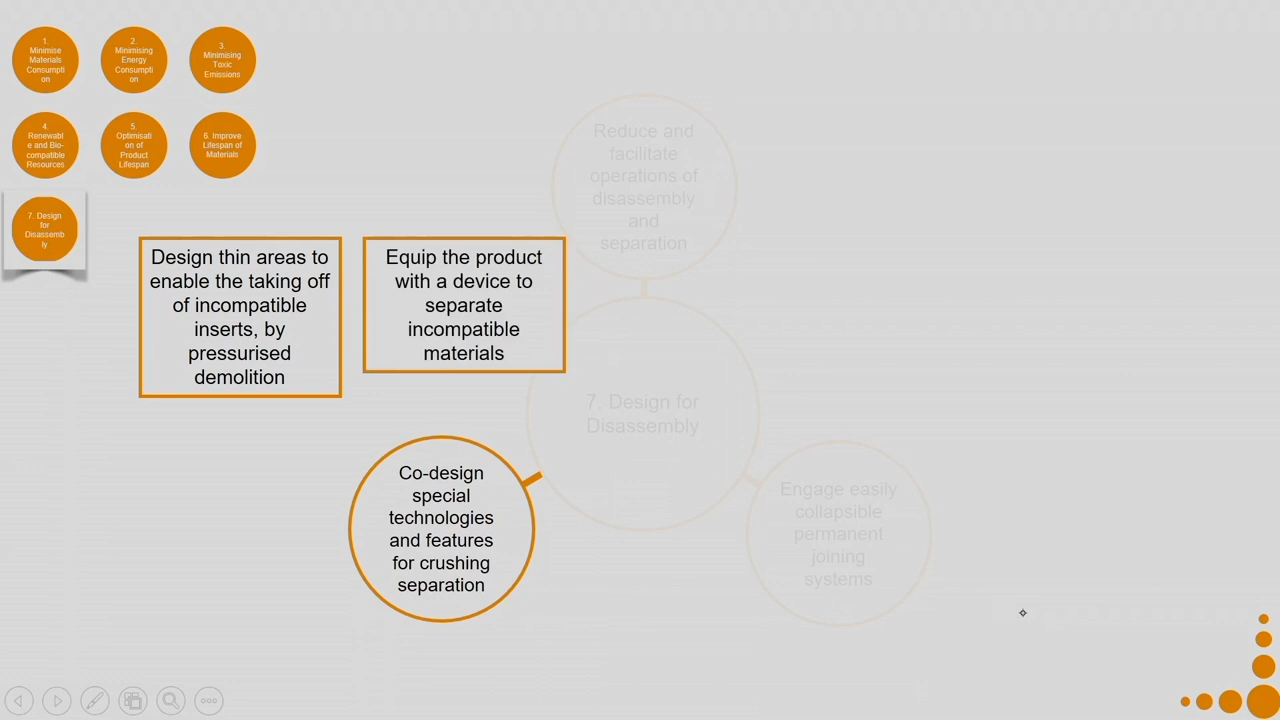 1.
Minimise
Materials
Consumpti
on
2.
Minimising
Energy
Consumpti
on
3.
Minimising
Toxic
Emissions
4.
Renewabl
e and Bio-
compatible
Resources
5.
Optimisati
on of
Product
Lifespan
6. Improve
Lifespan of
Materials
7. Design
for
Disassemb
ly
Reduce and
facilitate
operations of
disassembly
and
separation
Design thin areas to
enable the taking off
of incompatible
inserts, by
pressurised
demolition
Equip the product
with a device to
separate
incompatible
materials
7. Design for
Disassembly
Co-design
special
technologies
and features
for crushing
separation
Engage easily
collapsible
permanent
joining
systems